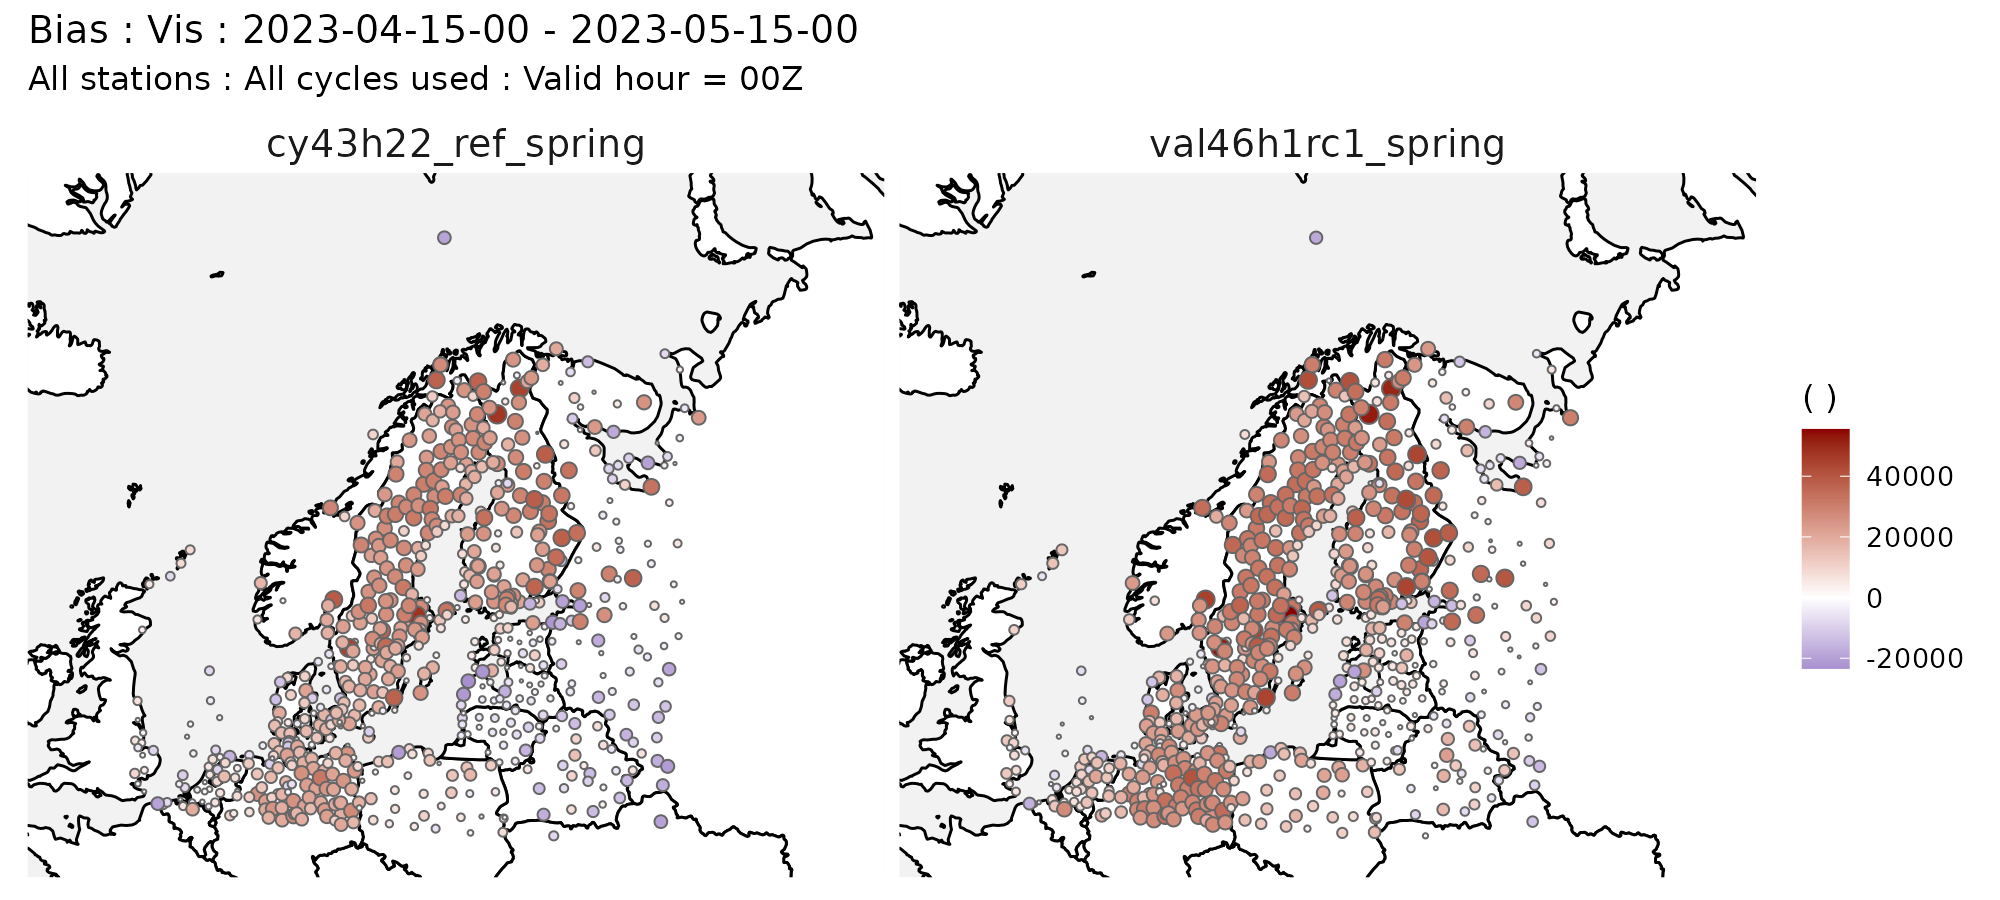 Bias : Vis : 2023-04-15-00 - 2023-05-15-00
All stations : All cycles used : Valid hour = 00Z
cy43h22_ref_spring
val46h1rc1_spring
( )
40000
20000
0
-20000